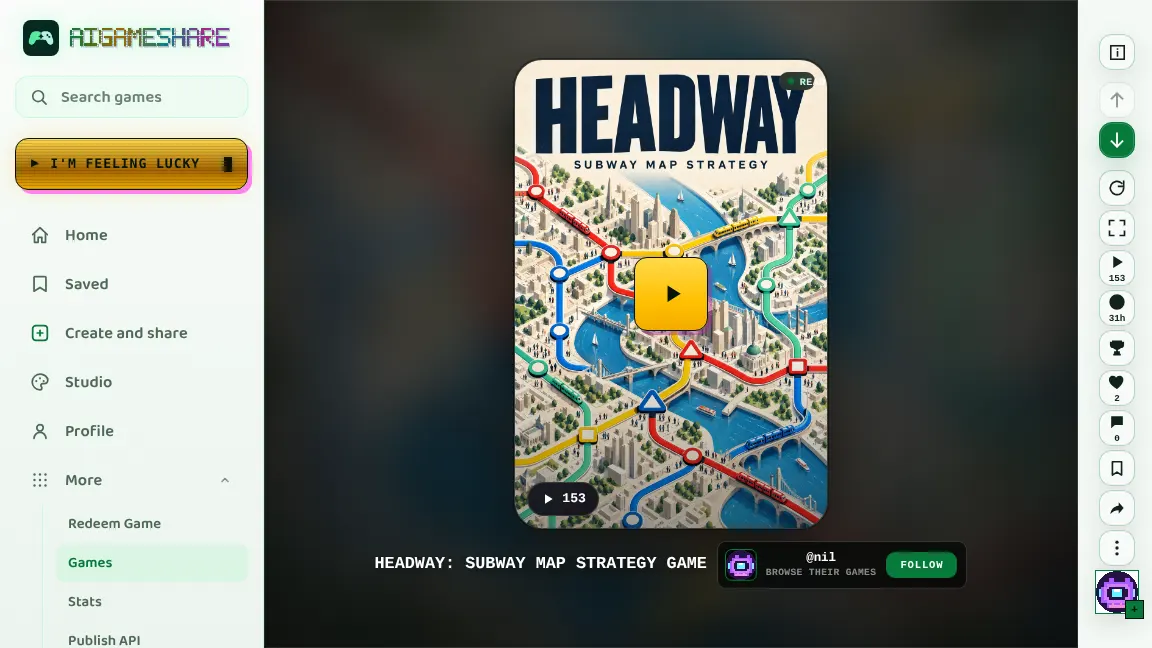 AIGAMESHARE
Search games
I'M FEELING LUCKY
Home
Saved
Create and share
Studio
Profile
More
Redeem Game
Games
Stats
Publish API
HEADWAY
RE
SUBWAY MAP STRATEGY
153
HEADWAY: SUBWAY MAP STRATEGY GAME
@nil
BROWSE THEIR GAMES
FOLLOW
153
31h
2
0